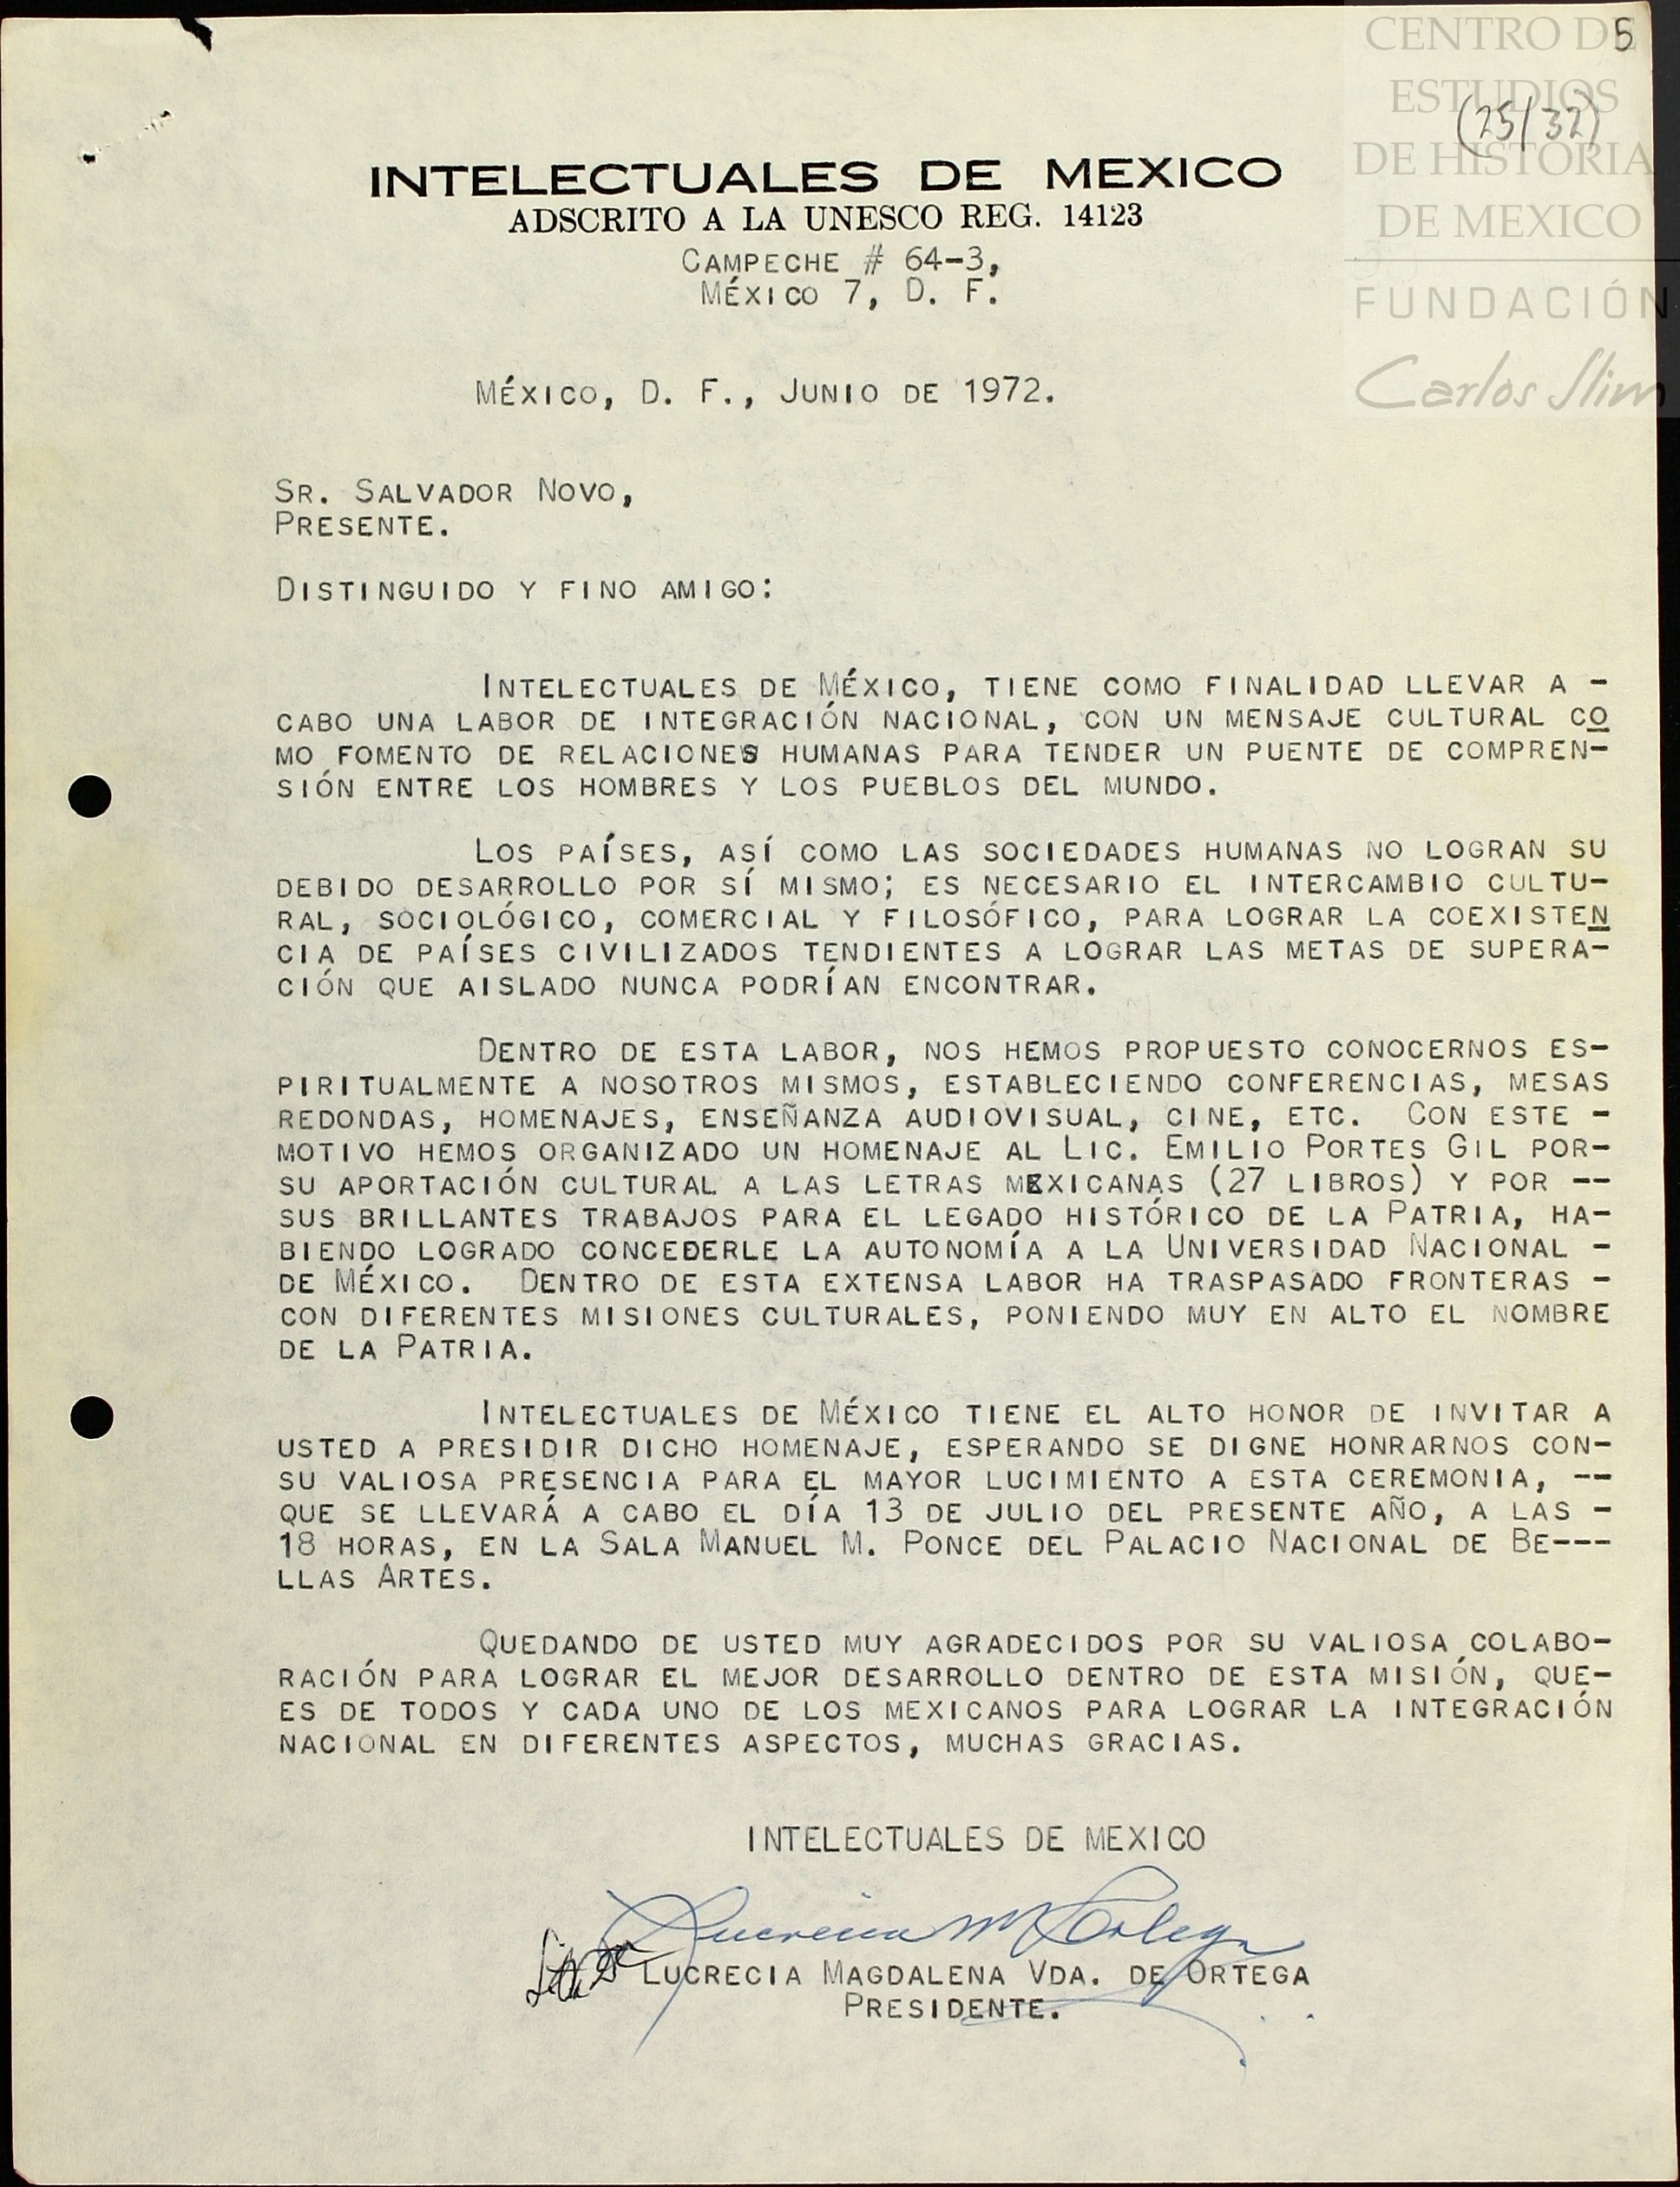 CENTRO DE
5
ESTUDIOS
(25/32)
DE HISTORIA
DE MEXICO
FUNDACIÓN
Carlos Slim
INTELECTUALES DE MEXICO
ADSCRITO A LA UNESCO REG. 14123
CAMPECHE # 64-3,
MÉXICO 7, D. F.
MÉXICO, D. F., JUNIO DE 1972.
SR. SALVADOR NOVO,
PRESENTE.
DISTINGUIDO Y FINO AMIGO:
INTELECTUALES DE MÉXICO, TIENE COMO FINALIDAD LLEVAR A -
CABO UNA LABOR DE INTEGRACIÓN NACIONAL, CON UN MENSAJE CULTURAL CO
MO FOMENTO DE RELACIONES HUMANAS PARA TENDER UN PUENTE DE COMPREN-
SIÓN ENTRE LOS HOMBRES Y LOS PUEBLOS DEL MUNDO.
LOS PAÍSES, ASÍ COMO LAS SOCIEDADES HUMANAS NO LOGRAN SU
DEBIDO DESARROLLO POR SÍ MISMO; ES NECESARIO EL INTERCAMBIO CULTU-
RAL, SOCIOLÓGICO, COMERCIAL Y FILOSÓFICO, PARA LOGRAR LA COEXISTEN
CIA DE PAÍSES CIVILIZADOS TENDIENTES A LOGRAR LAS METAS DE SUPERA-
CIÓN QUE AISLADO NUNCA PODRÍAN ENCONTRAR.
DENTRO DE ESTA LABOR, NOS HEMOS PROPUESTO CONOCERNOS ES-
PIRITUALMENTE A NOSOTROS MISMOS, ESTABLECIENDO CONFERENCIAS, MESAS
REDONDAS, HOMENAJES, ENSEÑANZA AUDIOVISUAL, CINE, ETC. CON ESTE -
MOTIVO HEMOS ORGANIZADO UN HOMENAJE AL LIC. EMILIO PORTES GIL POR-
SU APORTACIÓN CULTURAL A LAS LETRAS MEXICANAS (27 LIBROS) Y POR --
SUS BRILLANTES TRABAJOS PARA EL LEGADO HISTÓRICO DE LA PATRIA, HA-
BIENDO LOGRADO CONCEDERLE LA AUTONOMÍA A LA UNIVERSIDAD NACIONAL -
DE MÉXICO. DENTRO DE ESTA EXTENSA LABOR HA TRASPASADO FRONTERAS -
CON DIFERENTES MISIONES CULTURALES, PONIENDO MUY EN ALTO EL NOMBRE
DE LA PATRIA.
INTELECTUALES DE MÉXICO TIENE EL ALTO HONOR DE INVITAR A
USTED A PRESIDIR DICHO HOMENAJE, ESPERANDO SE DIGNE HONRARNOS CON-
SU VALIOSA PRESENCIA PARA EL MAYOR LUCIMIENTO A ESTA CEREMONIA, --
QUE SE LLEVARÁ A CABO EL DÍA 13 DE JULIO DEL PRESENTE AÑO, A LAS -
18 HORAS, EN LA SALA MANUEL M. PONCE DEL PALACIO NACIONAL DE BE---
LLAS ARTES.
QUEDANDO DE USTED MUY AGRADECIDOS POR SU VALIOSA COLABO-
RACIÓN PARA LOGRAR EL MEJOR DESARROLLO DENTRO DE ESTA MISIÓN, QUE-
ES DE TODOS Y CADA UNO DE LOS MEXICANOS PARA LOGRAR LA INTEGRACIÓN
NACIONAL EN DIFERENTES ASPECTOS, MUCHAS GRACIAS.
INTELECTUALES DE MEXICO
Lucrecia M Ortega
LUCRECIA MAGDALENA VDA. DE ORTEGA
PRESIDENTE.